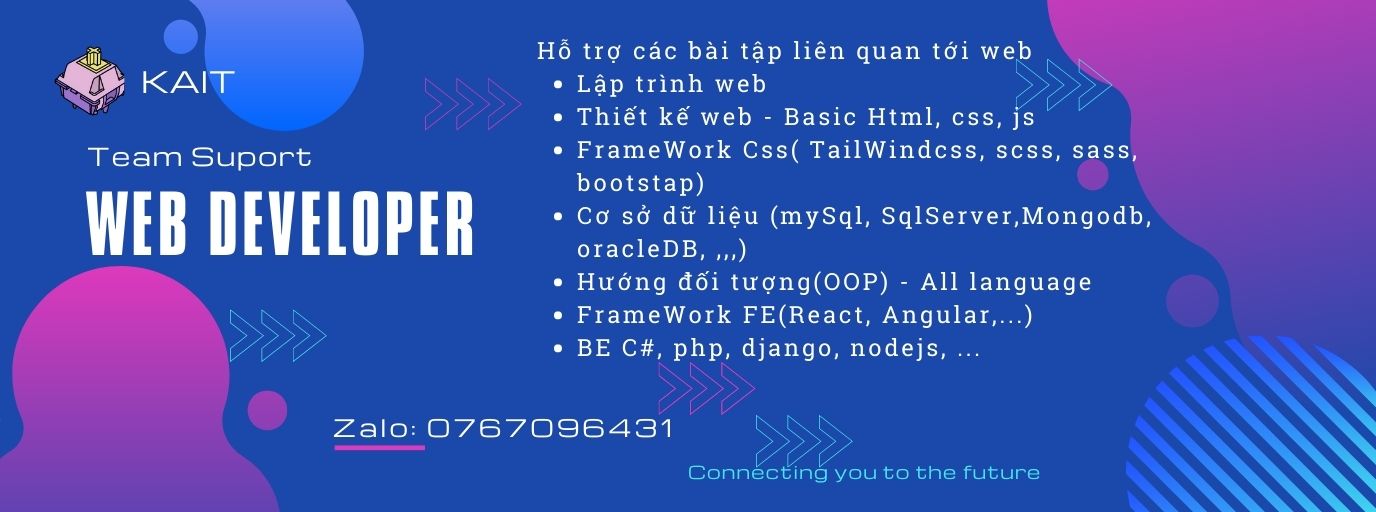 KAIT
Team Suport
WEB DEVELOPER
Hỗ trợ các bài tập liên quan tới web
Lập trình web
Thiết kế web - Basic Html, css, js
FrameWork Css( TailWindcss, scss, sass,
bootstap)
Cơ sở dữ liệu (mySql, SqlServer,Mongodb,
oracleDB, ,,,)
Hướng đối tượng(OOP) - All language
FrameWork FE(React, Angular,...)
BE C#, php, django, nodejs, ...
Zalo: 0767096431
Connecting you to the future